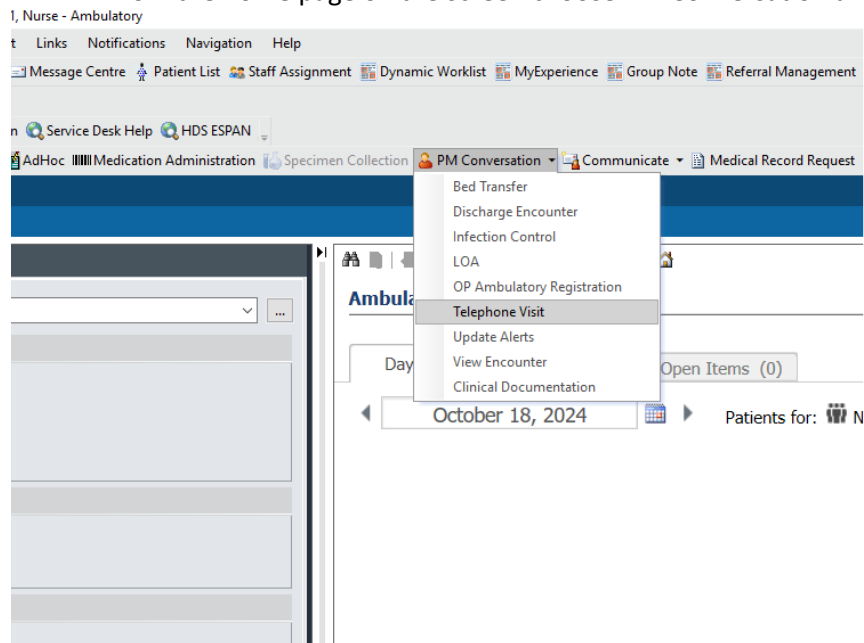 1, Nurse - Ambulatory
t Links Notifications Navigation Help
Message Centre Patient List Staff Assignment Dynamic Worklist MyExperience Group Note Referral Management
n Service Desk Help HDS ESPAN
AdHoc Medication Administration Specimen Collection PM Conversation Communicate Medical Record Request
Bed Transfer
Discharge Encounter
Infection Control
LOA
OP Ambulatory Registration
Telephone Visit
Update Alerts
View Encounter
Clinical Documentation
...
Ambula
Day
Open Items (0)
October 18, 2024
Patients for: N